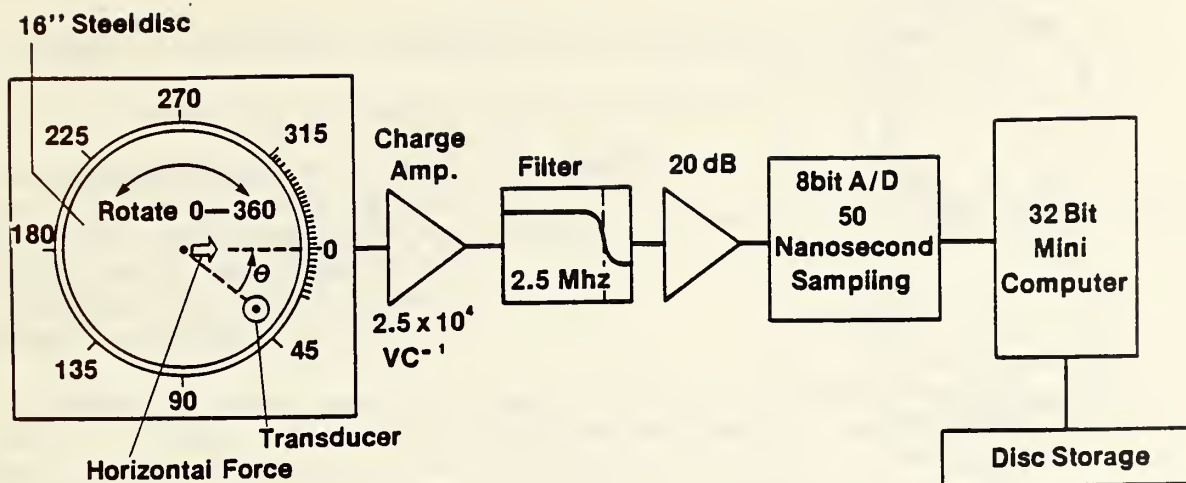 16'' Steel disc
270
225
315
Rotate 0—360
180
0
θ
135
45
90
Transducer
Horizontal Force
Charge
Amp.
2.5 x 10⁴
VC⁻¹
Filter
2.5 Mhz
20 dB
8bit A/D
50
Nanosecond
Sampling
32 Bit
Mini
Computer
Disc Storage